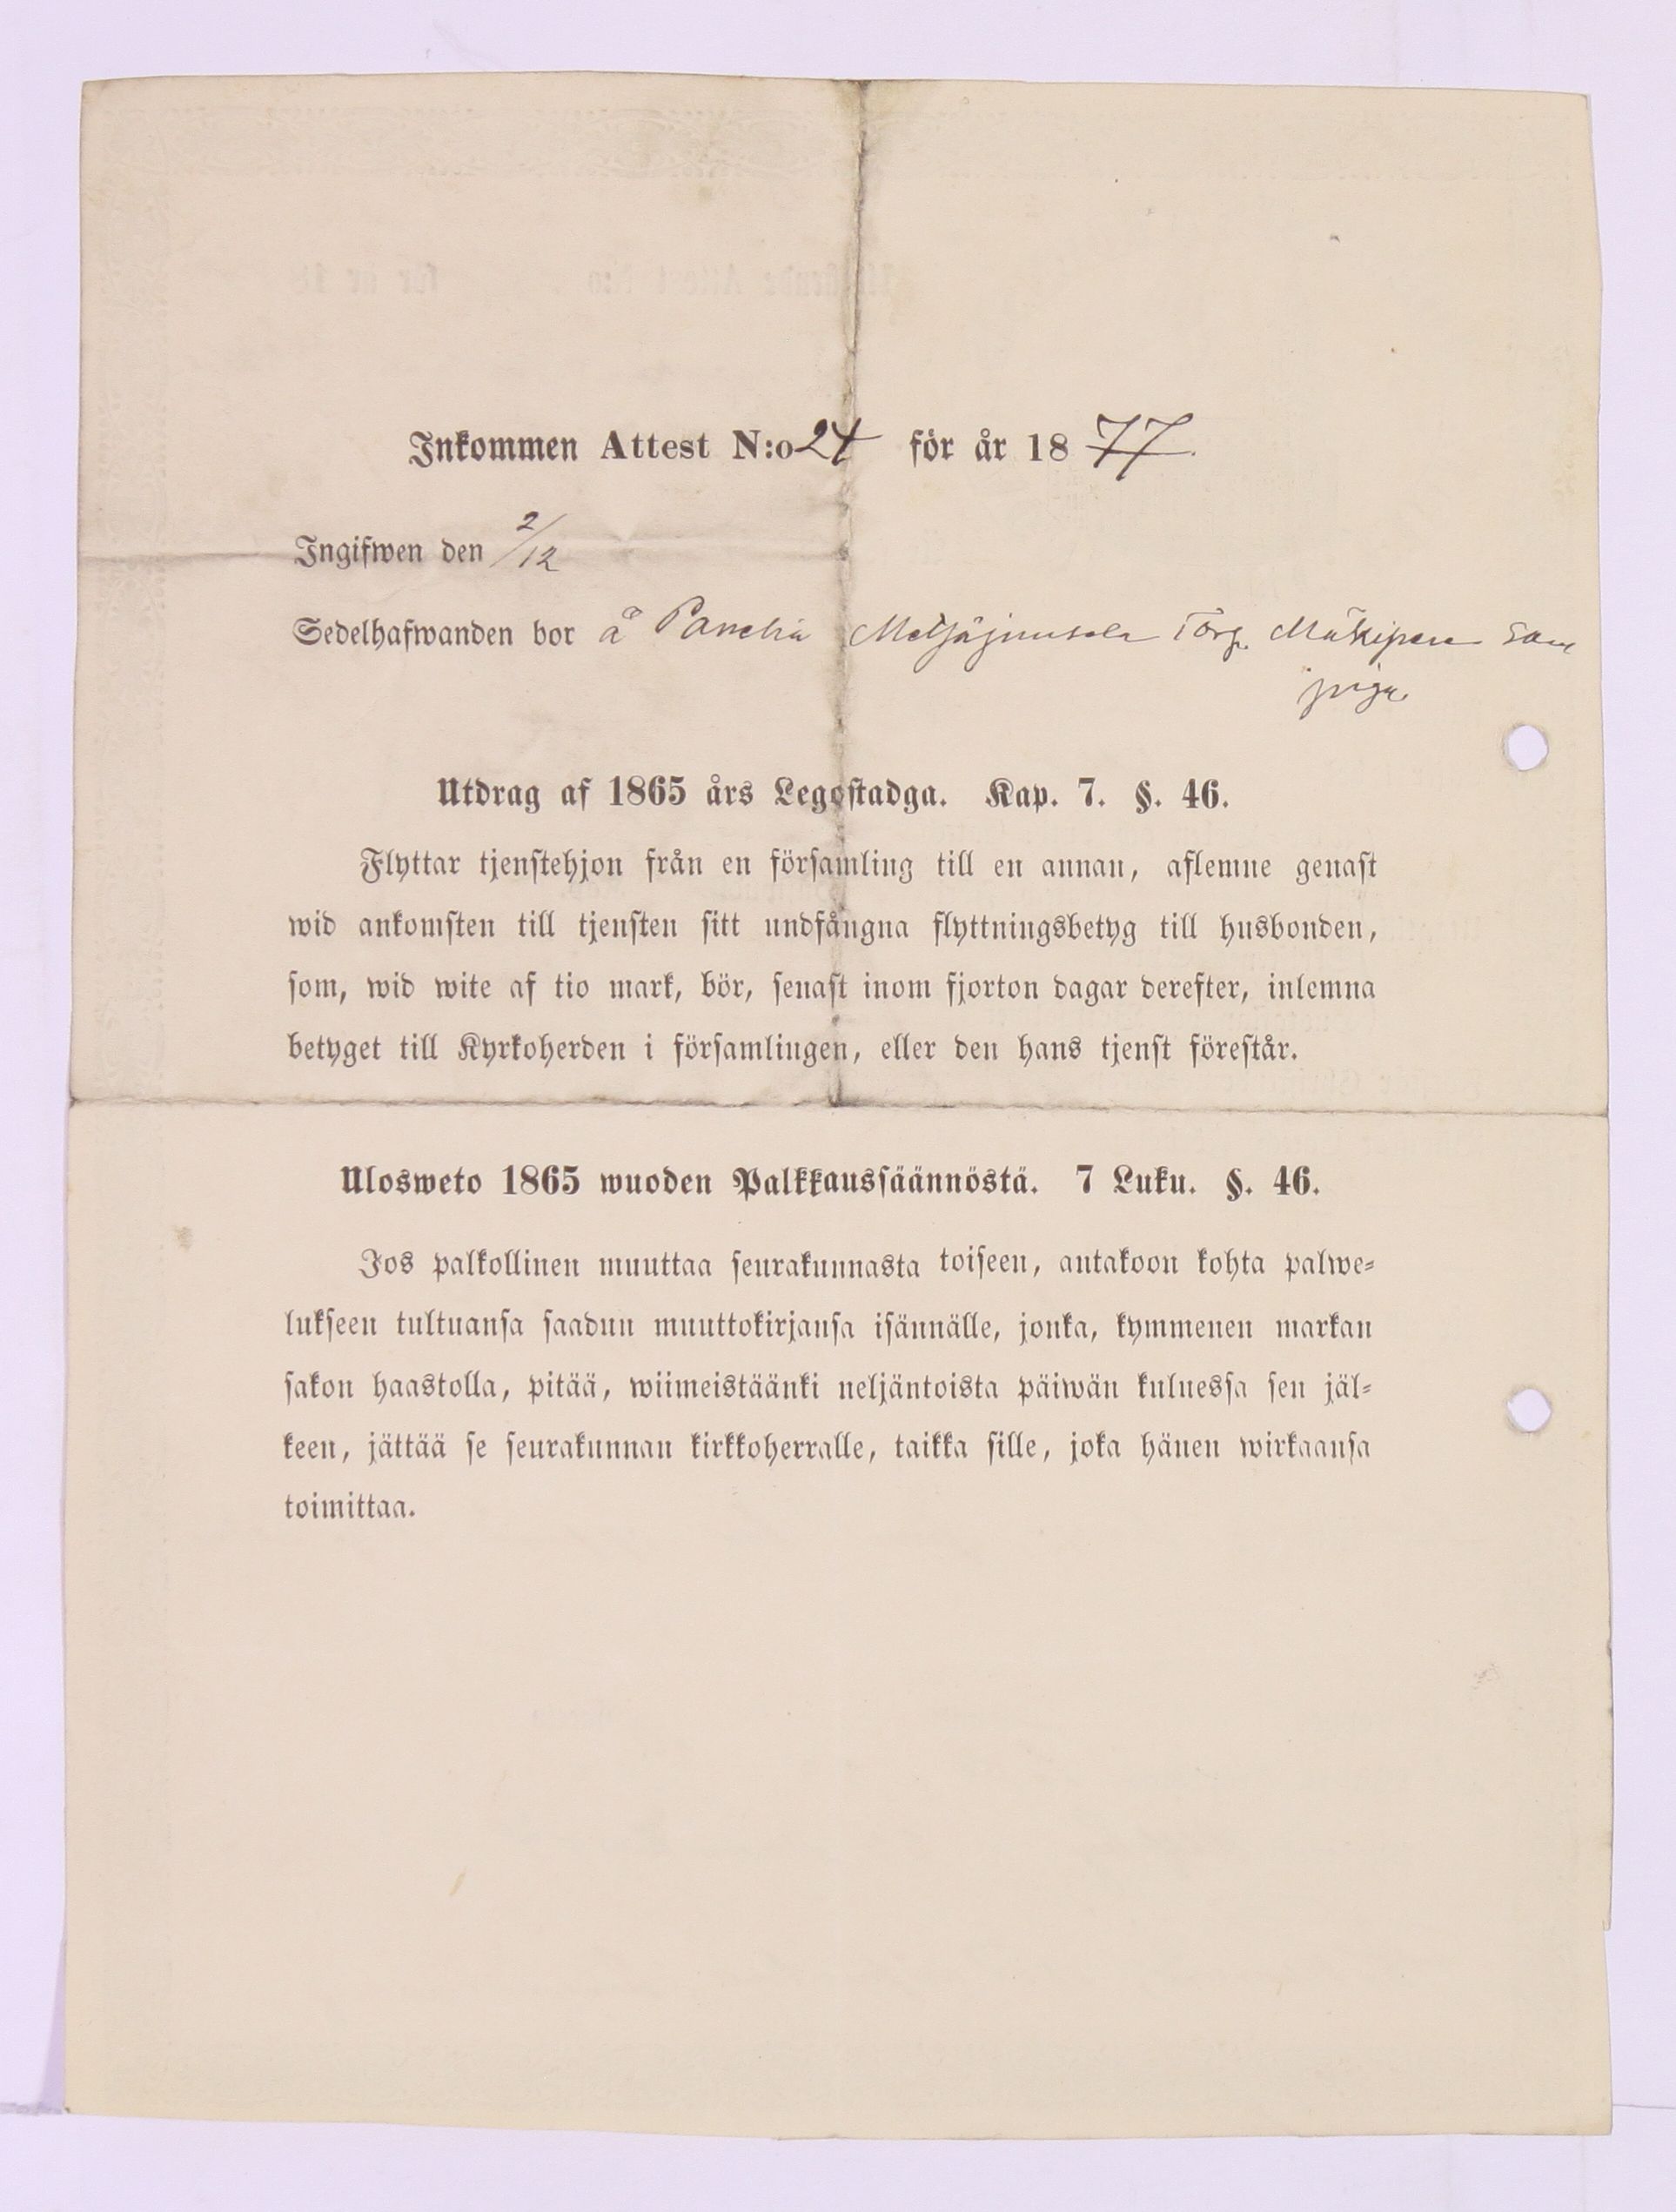 Inkommen Attest N:o 24 för år 1877.
Ingifwen den 2/12
Sedelhafwanden bor å Panelia Torp. Mäkipere som
piga
Utdrag af 1865 års Legostadga. Kap. 7. §. 46.
Flyttar tjenstehjon från en församling till en annan, aflemne genast
wid ankomsten till tjensten sitt undfångna flyttningsbetyg till husbonden,
som, wid wite af tio mark, bör, senast inom fjorton dagar derefter, inlemna
betyget till Kyrkoherden i församlingen, eller den hans tjenst förestår.
Ulosweto 1865 wuoden Palkkaussäännöstä. 7 Luku. §. 46.
Jos palkollinen muuttaa seurakunnasta toiseen, antakoon kohta palwe-
lukseen tultuansa saadun muuttokirjansa isännälle, jonka, kymmenen markan
sakon haastolla, pitää, wiimeistäänki neljäntoista päiwän kuluessa sen jäl-
keen, jättää se seurakunnan kirkkoherralle, taikka sille, joka hänen wirkaansa
toimittaa.